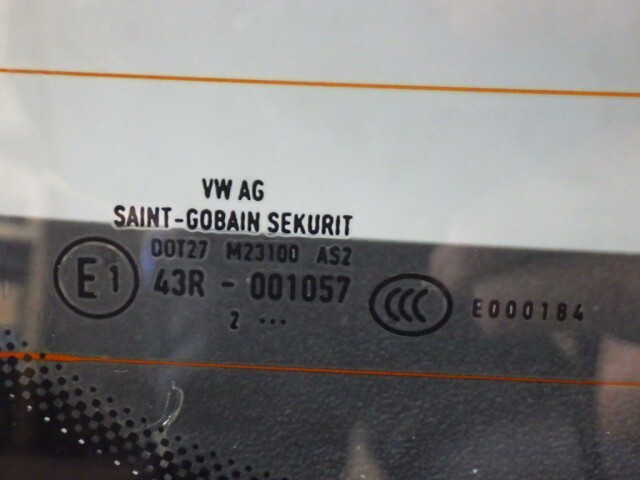 VW AG
SAINT-GOBAIN SEKURIT
DOT27 M23100 AS2
E1 43R - 001057
CCC E000184
2 ...